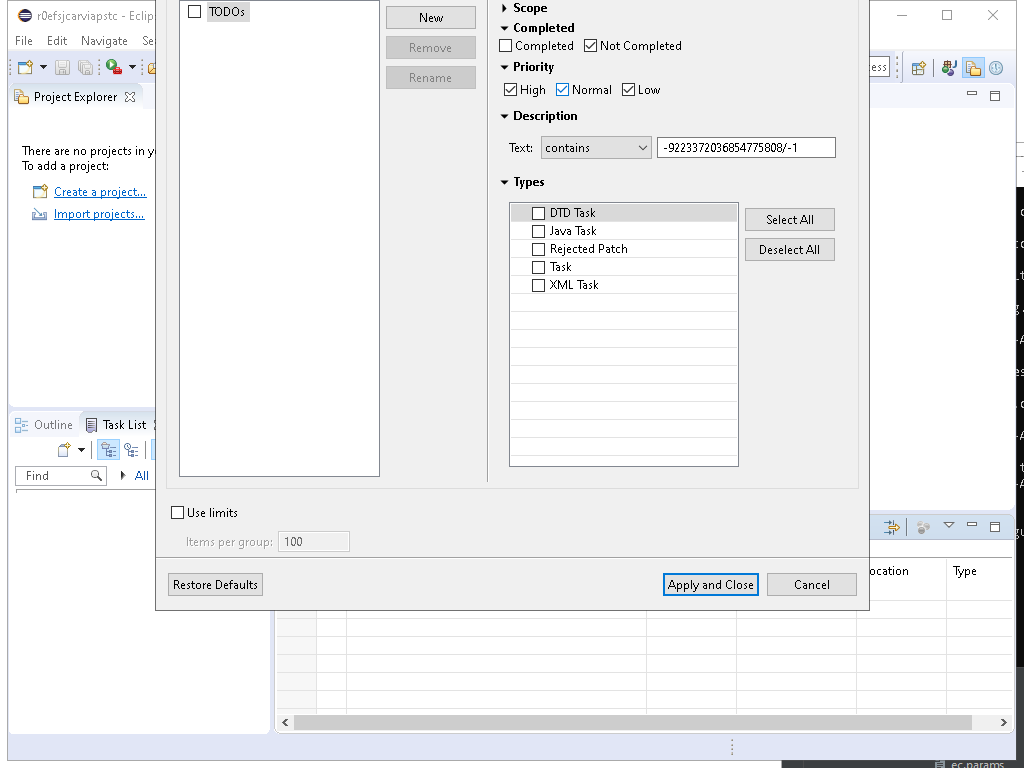 r0efsjcarviapstc - Eclip
File Edit Navigate Se
Project Explorer
There are no projects in y
To add a project:
Create a project...
Import projects...
Outline Task List
Find All
TODOs
New
Remove
Rename
Scope
Completed
Completed Not Completed
Priority
High Normal Low
Description
Text: contains -9223372036854775808/-1
Types
DTD Task
Java Task
Rejected Patch
Task
XML Task
Select All
Deselect All
Use limits
Items per group: 100
Restore Defaults Apply and Close Cancel
ess
ocation Type
ec.params